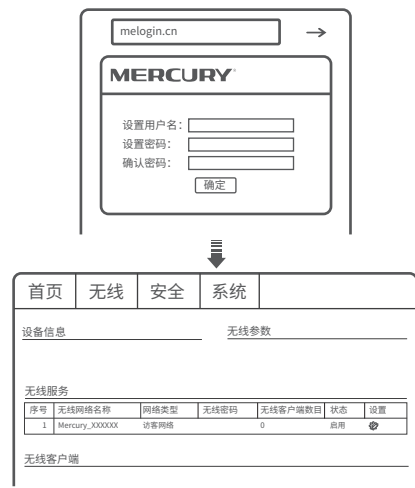 melogin.cn
MERCURY
设置用户名：
设置密码：
确认密码：
确定
首页 无线 安全 系统
设备信息 无线参数
无线服务
序号 无线网络名称 网络类型 无线密码 无线客户端数目 状态 设置
1 Mercury_XXXXXX 访客网络 0 启用
无线客户端